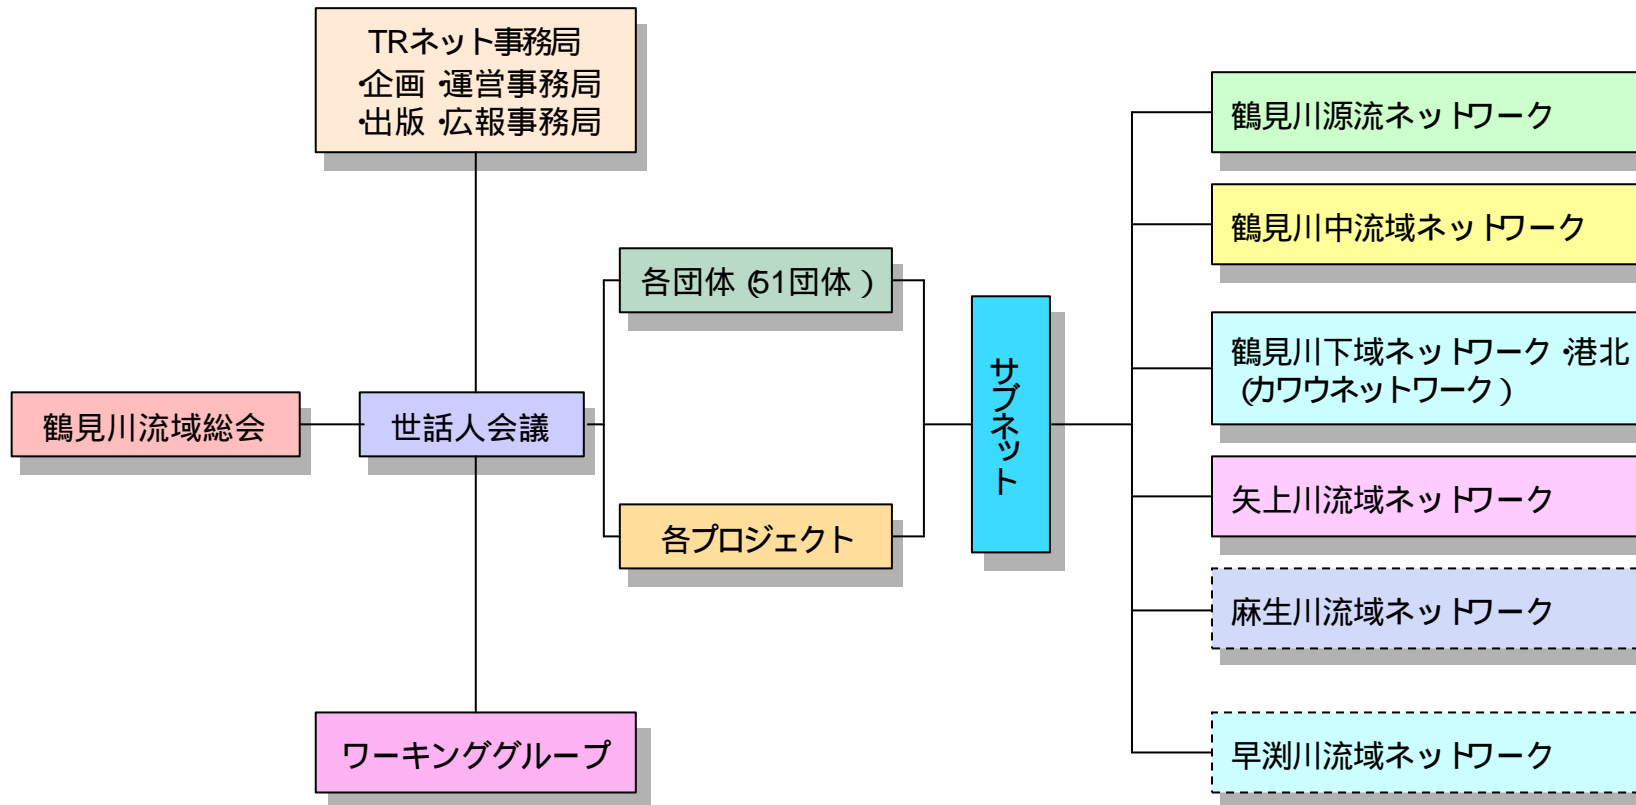 TRネット事務局
・企画・運営事務局
・出版・広報事務局
鶴見川流域総会
世話人会議
ワーキンググループ
各団体（51団体）
各プロジェクト
サブネット
鶴見川源流ネットワーク
鶴見川中流域ネットワーク
鶴見川下域ネットワーク・港北
（カワウネットワーク）
矢上川流域ネットワーク
麻生川流域ネットワーク
早渕川流域ネットワーク